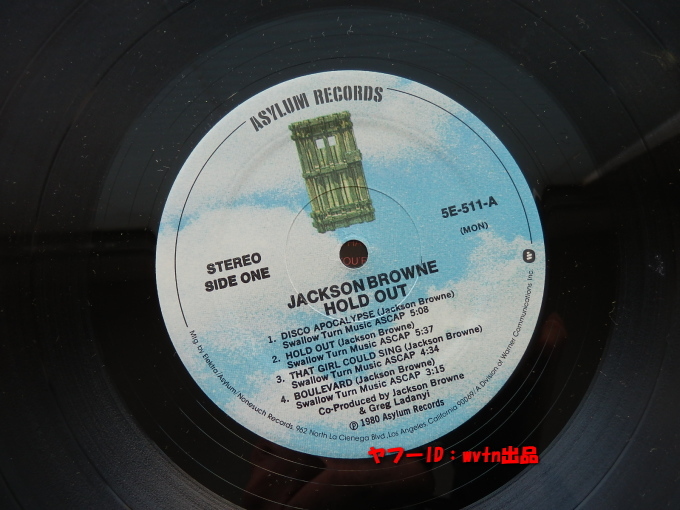 ASYLUM RECORDS
5E-511-A
(MON)
STEREO
SIDE ONE
JACKSON BROWNE
HOLD OUT
1. DISCO APOCALYPSE (Jackson Browne)
Swallow Turn Music ASCAP 5:08
2. HOLD OUT (Jackson Browne)
Swallow Turn Music ASCAP 5:37
3. THAT GIRL COULD SING (Jackson Browne)
Swallow Turn Music ASCAP 4:34
4. BOULEVARD (Jackson Browne)
Swallow Turn Music ASCAP 3:15
Co-Produced by Jackson Browne
& Greg Ladanyi
℗ 1980 Asylum Records
Mfg by Elektra/Asylum/Nonesuch Records 962 North La Cienega Blvd., Los Angeles, California 90069/A Division of Warner Communications Inc.
ヤフーID:mvtn出品